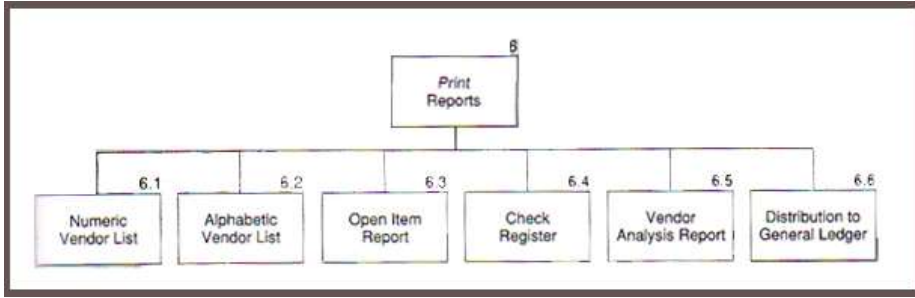 6
Print
Reports
6.1
Numeric
Vendor List
6.2
Alphabetic
Vendor List
6.3
Open Item
Report
6.4
Check
Register
6.5
Vendor
Analysis Report
6.6
Distribution to
General Ledger